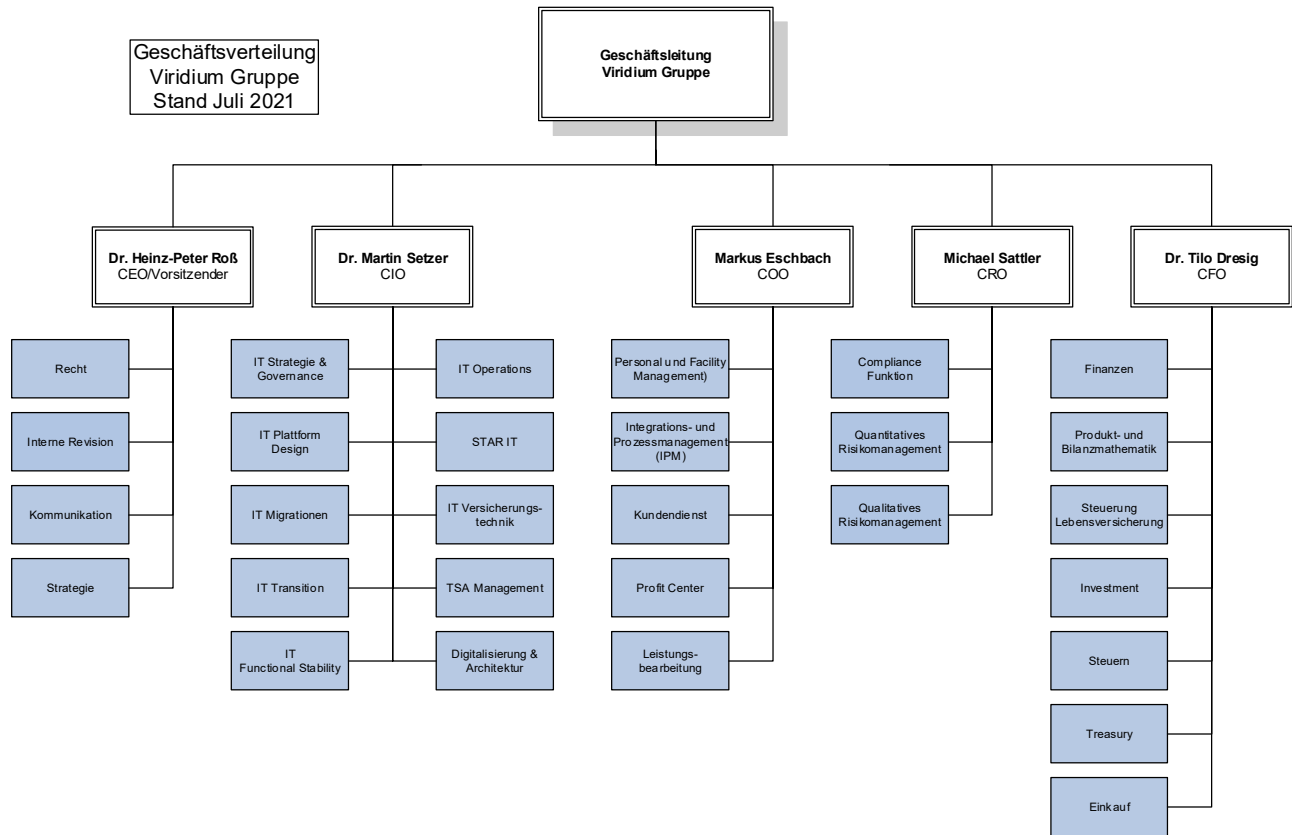 Geschäftsverteilung
Viridium Gruppe
Stand Juli 2021
Geschäftsleitung
Viridium Gruppe
Dr. Heinz-Peter Roß
CEO/Vorsitzender
Dr. Martin Setzer
CIO
Markus Eschbach
COO
Michael Sattler
CRO
Dr. Tilo Dresig
CFO
Recht
Interne Revision
Kommunikation
Strategie
IT Strategie &
Governance
IT Plattform
Design
IT Migrationen
IT Transition
IT
Functional Stability
IT Operations
STAR IT
IT Versicherungs-
technik
TSA Management
Digitalisierung &
Architektur
Personal und Facility
Management)
Integrations- und
Prozessmanagement
(IPM)
Kundendienst
Profit Center
Leistungs-
bearbeitung
Compliance
Funktion
Quantitatives
Risikomanagement
Qualitatives
Risikomanagement
Finanzen
Produkt- und
Bilanzmathematik
Steuerung
Lebensversicherung
Investment
Steuern
Treasury
Einkauf